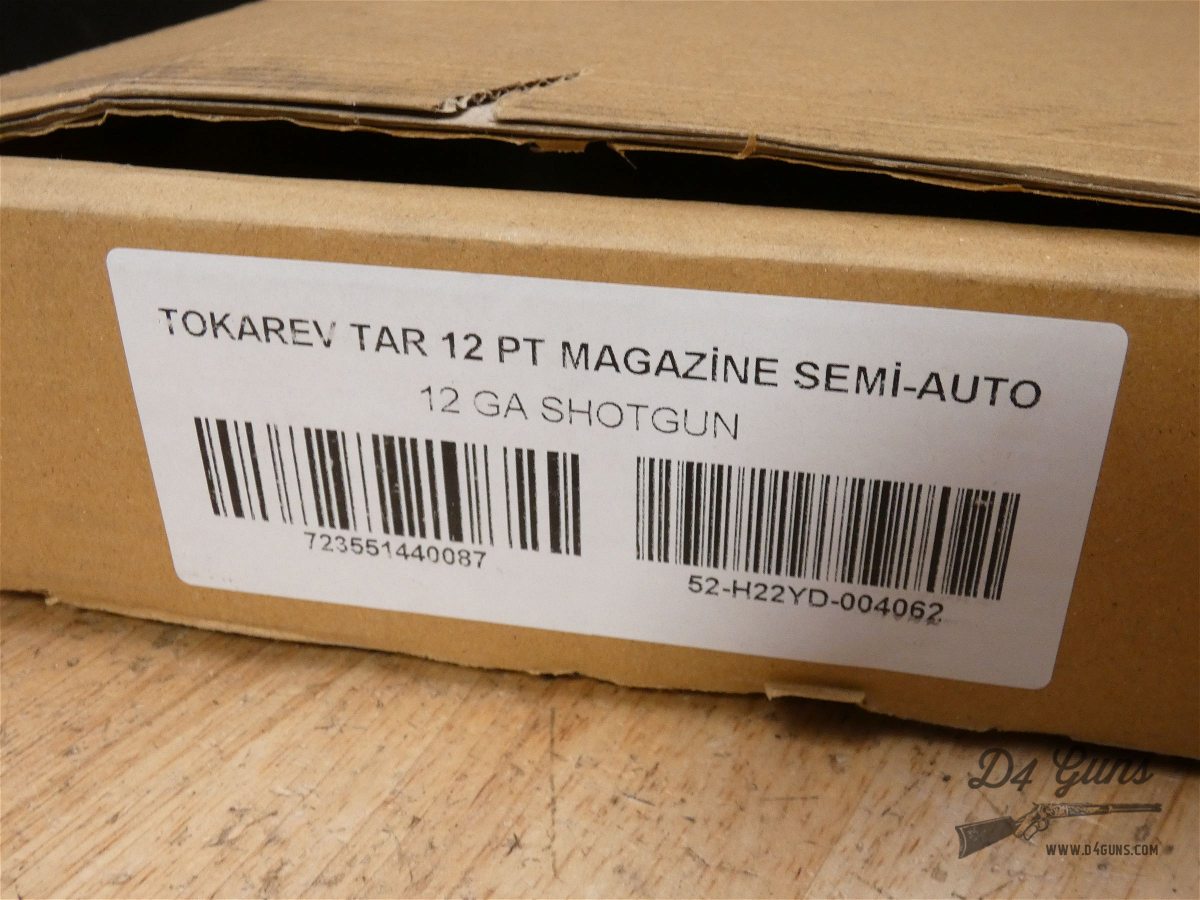 TOKAREV TAR 12 PT MAGAZİNE SEMİ-AUTO
12 GA SHOTGUN
723551440087
52-H22YD-004062
D4 Guns
WWW.D4GUNS.COM